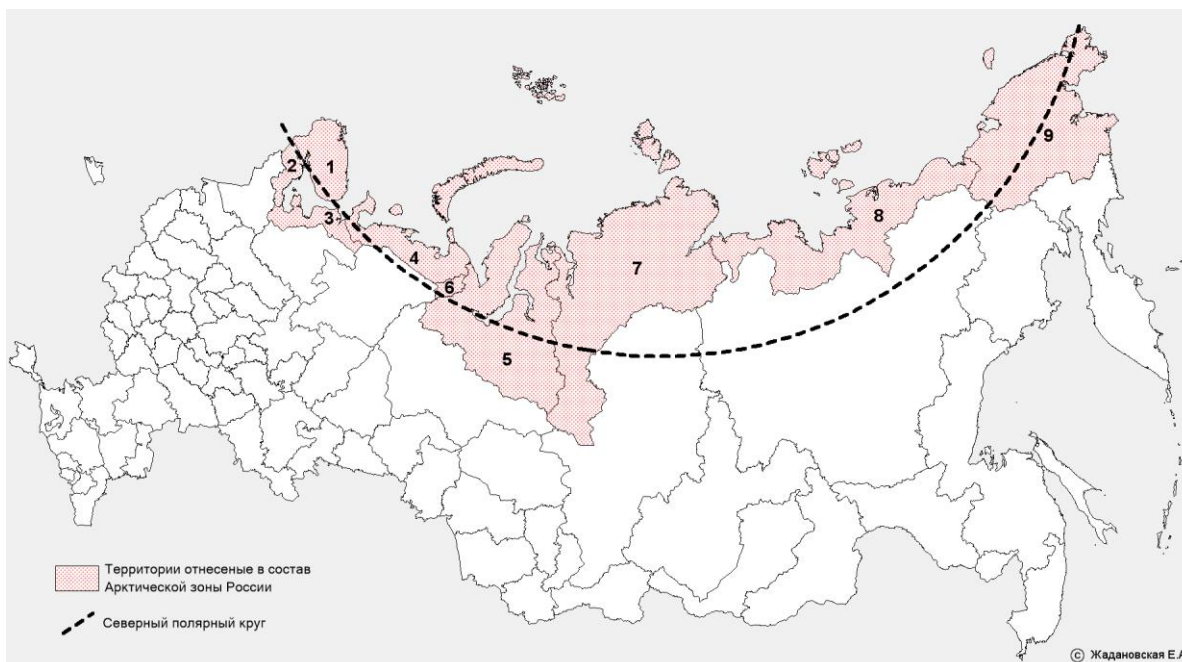 9
1
2
8
3
4
7
6
5
Территории отнесеные в состав
Арктической зоны России
Северный полярный круг
© Жадановская Е.А